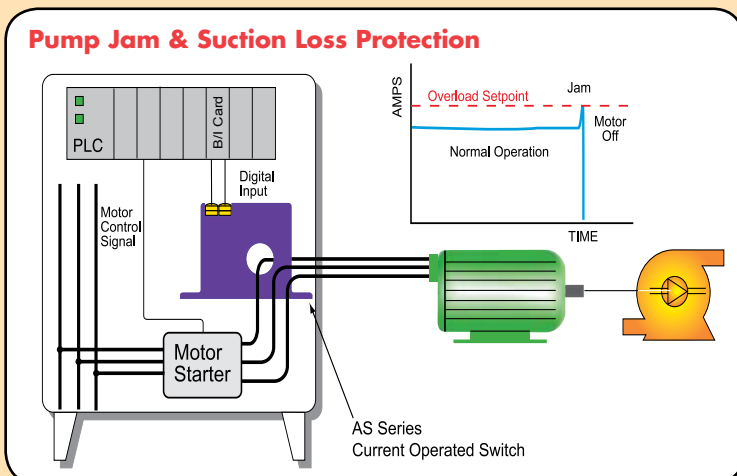 Pump Jam & Suction Loss Protection
PLC
B/I Card
Digital
Input
Motor
Control
Signal
Motor
Starter
AS Series
Current Operated Switch
AMPS
Overload Setpoint
Jam
Motor
Off
Normal Operation
TIME